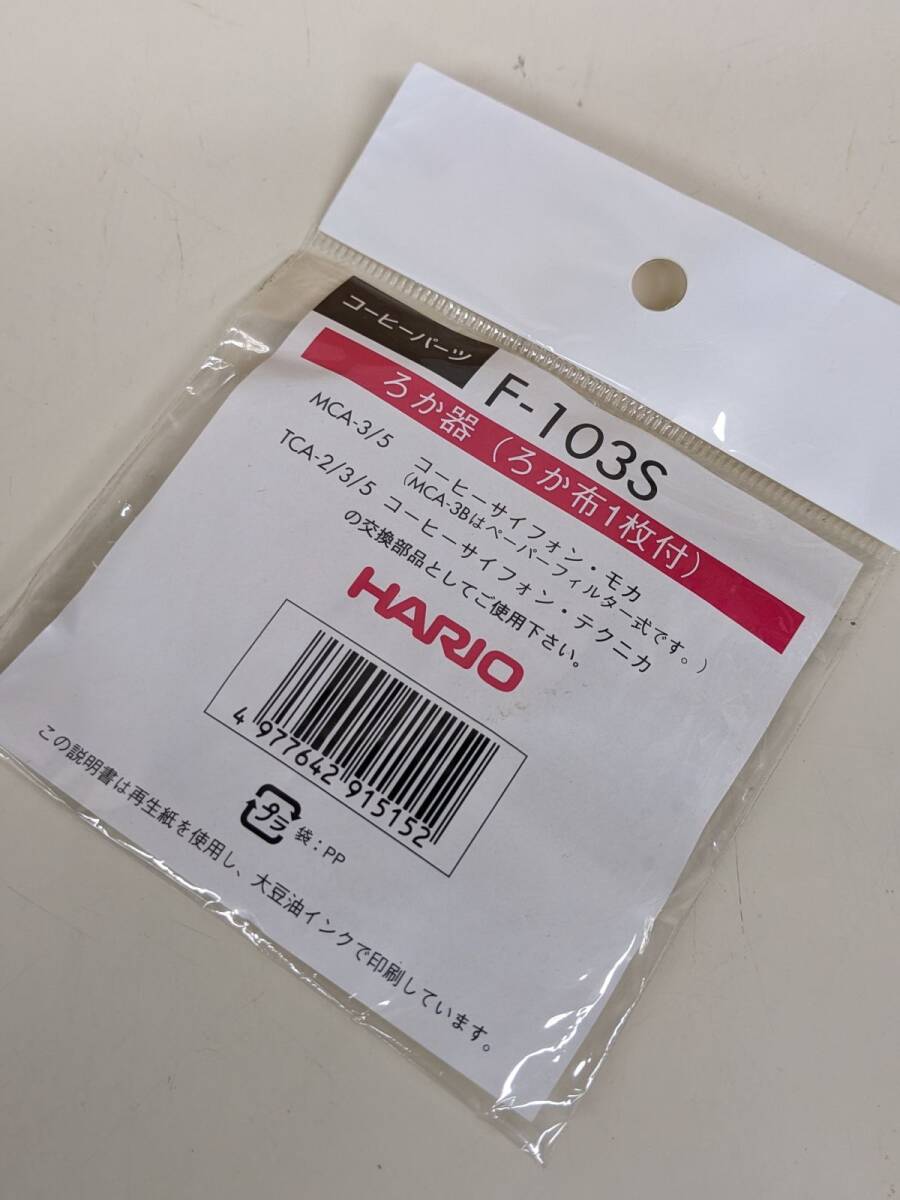 コーヒーパーツ
F-103S
ろか器（ろか布1枚付）
MCA-3/5 コーヒーサイフォン・モカ
（MCA-3Bはペーパーフィルター式です。）
TCA-2/3/5 コーヒーサイフォン・テクニカ
の交換部品としてご使用下さい。
HARIO
4 977642 915152
プラ 袋：PP
この説明書は再生紙を使用し、大豆油インクで印刷しています。